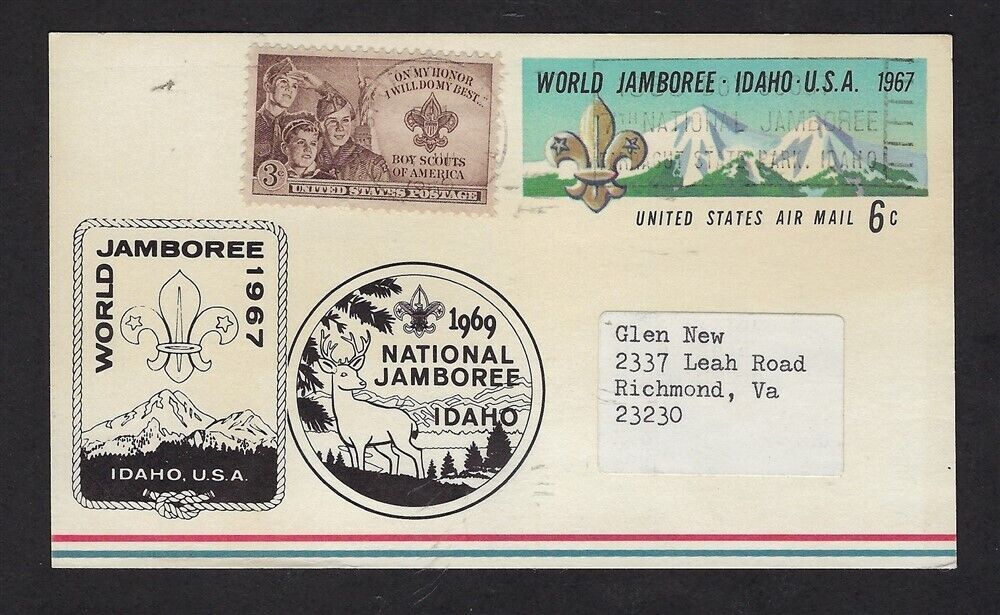 "ON MY HONOR
I WILL DO MY BEST..."
BOY SCOUTS
OF AMERICA
3¢
UNITED STATES POSTAGE
WORLD JAMBOREE · IDAHO · U.S.A. 1967
NATIONAL JAMBOREE
STATE PARK, IDAHO
UNITED STATES AIR MAIL 6c
WORLD JAMBOREE 1967
IDAHO, U.S.A.
1969
NATIONAL
JAMBOREE
IDAHO
Glen New
2337 Leah Road
Richmond, Va
23230